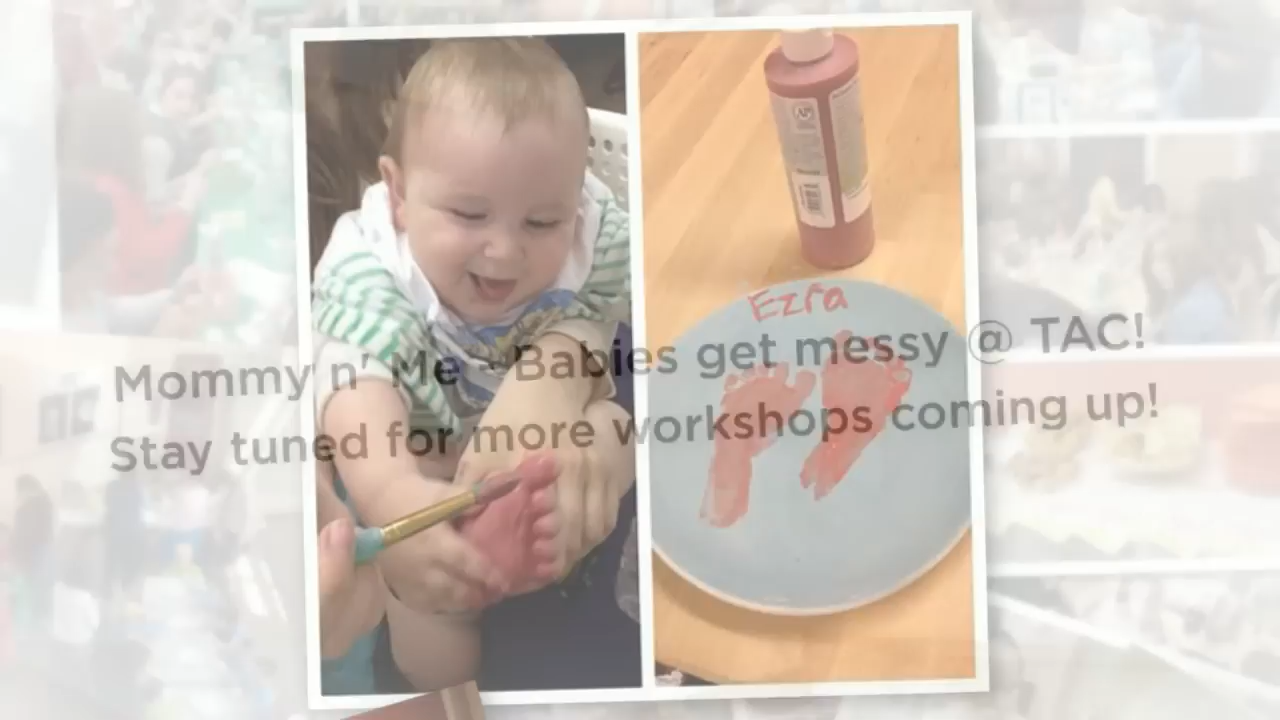 Ezra
Mommy n' Me - Babies get messy @ TAC!
Stay tuned for more workshops coming up!